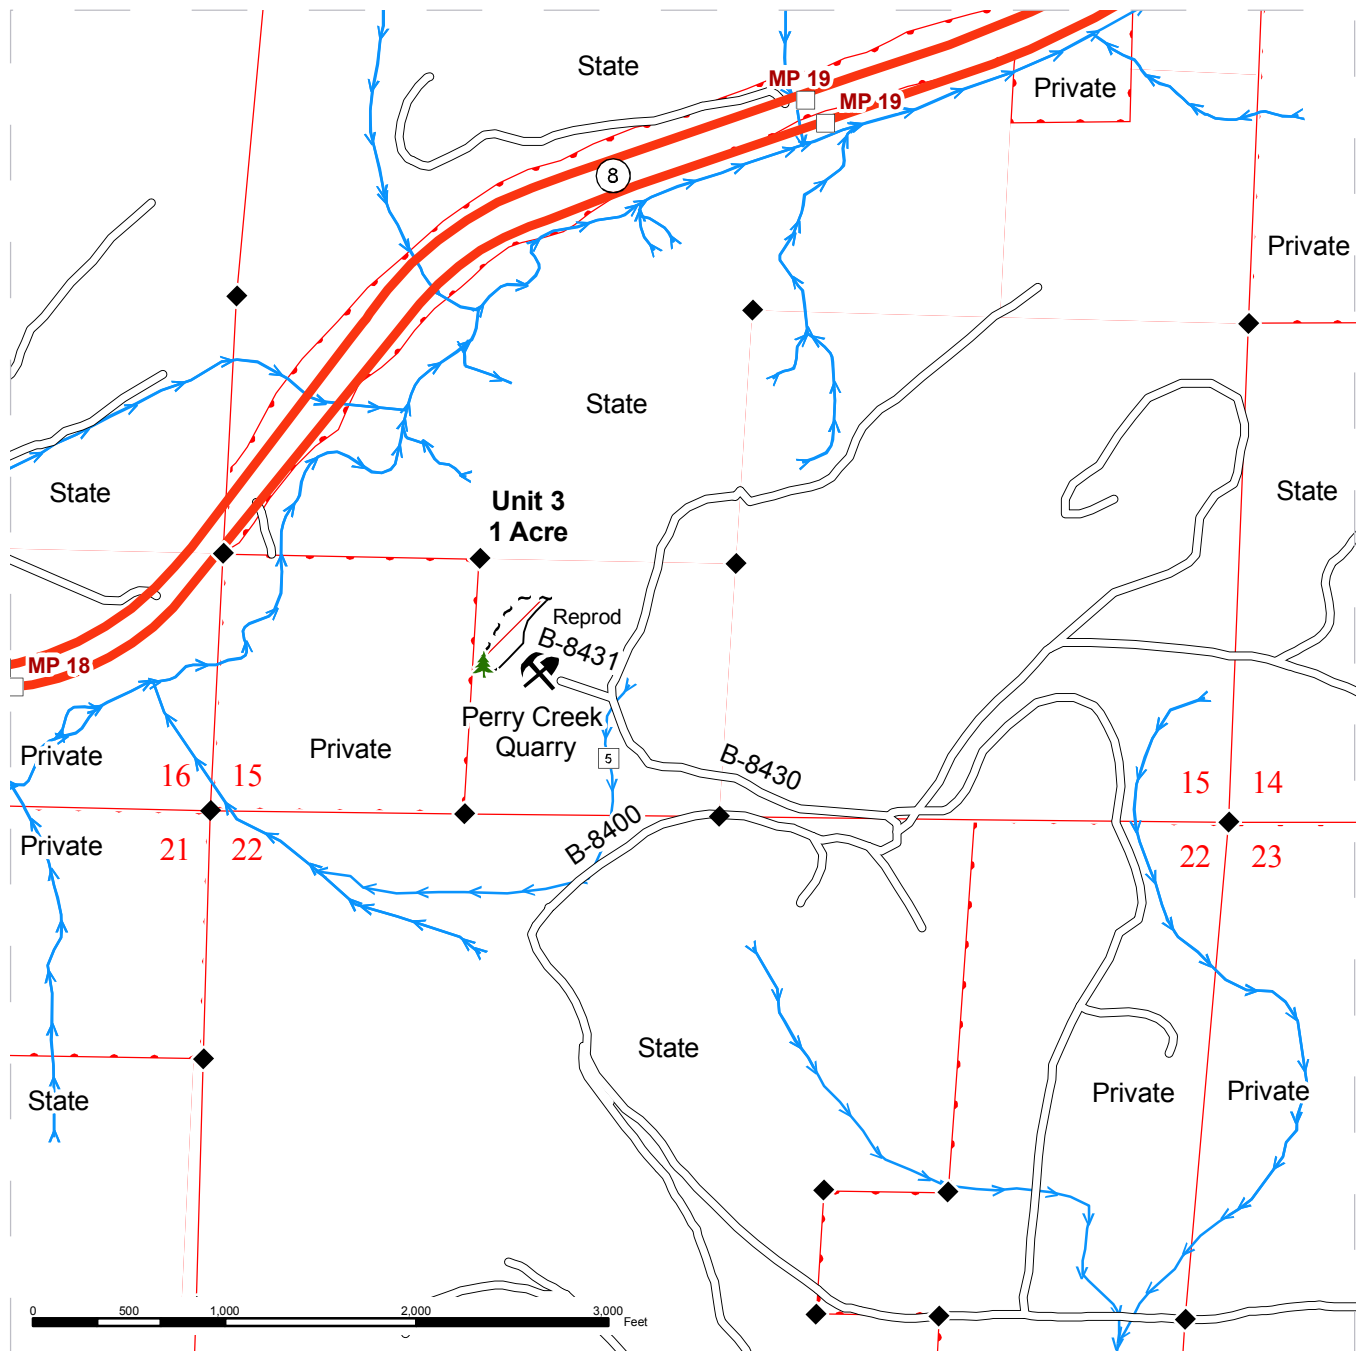 State
MP 19
MP 19
Private
8
Private
State
State
State
Unit 3
1 Acre
Reprod
B-8431
MP 18
Perry Creek
Quarry
Private
Private
5
B-8430
16
15
15
14
B-8400
Private
21
22
22
23
State
State
Private
Private
0
500
1,000
2,000
3,000
Feet